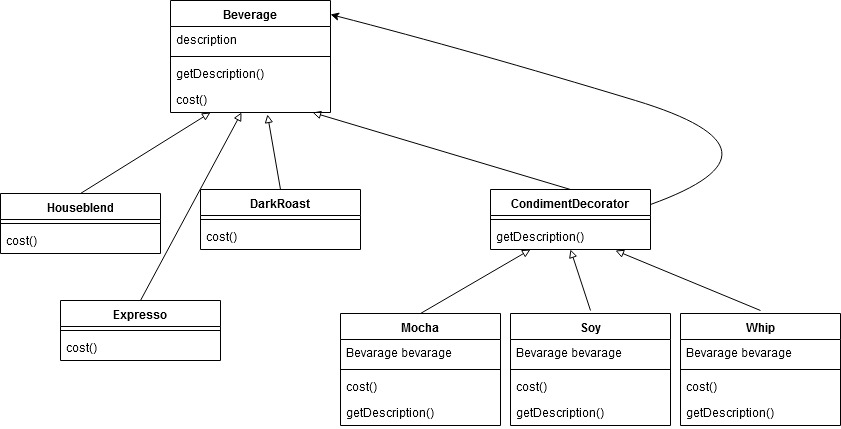 Beverage
description
getDescription()
cost()
Houseblend
cost()
DarkRoast
cost()
CondimentDecorator
getDescription()
Expresso
cost()
Mocha
Bevarage bevarage
cost()
getDescription()
Soy
Bevarage bevarage
cost()
getDescription()
Whip
Bevarage bevarage
cost()
getDescription()